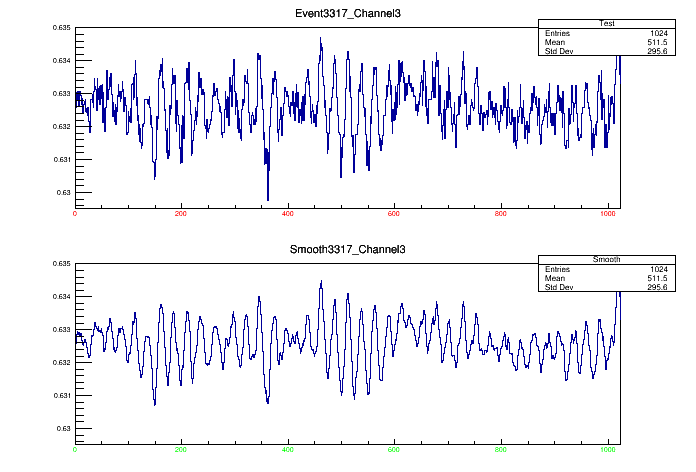 Event3317_Channel3
Test
Entries 1024
Mean 511.5
Std Dev 295.6
0.635
0.634
0.633
0.632
0.631
0.63
0 200 400 600 800 1000
Smooth3317_Channel3
Smooth
Entries 1024
Mean 511.5
Std Dev 295.6
0.635
0.634
0.633
0.632
0.631
0.63
0 200 400 600 800 1000